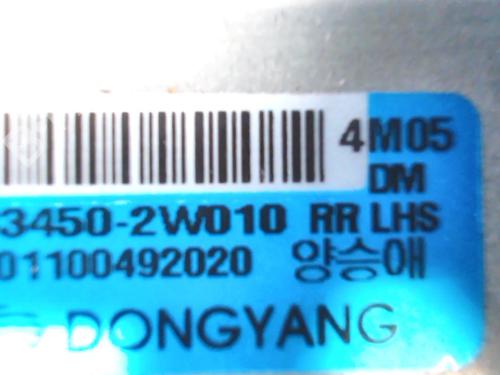 4M05
DM
3450-2W010 RR LHS
01100492020 양승애
DONGYANG